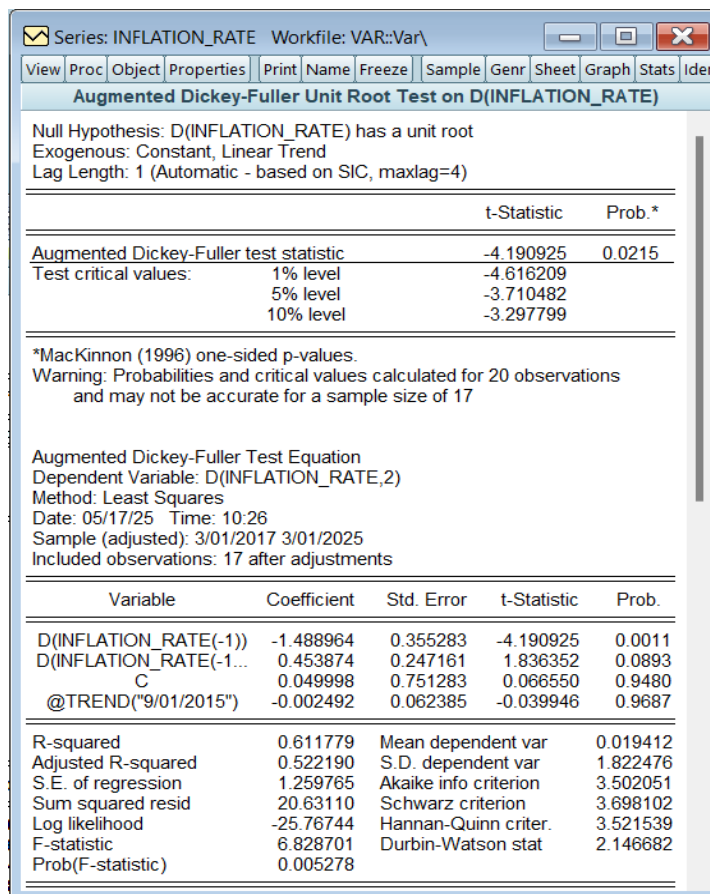 Series: INFLATION_RATE Workfile: VAR::Var\
View Proc Object Properties Print Name Freeze Sample Genr Sheet Graph Stats Ider
Augmented Dickey-Fuller Unit Root Test on D(INFLATION_RATE)
Null Hypothesis: D(INFLATION_RATE) has a unit root
Exogenous: Constant, Linear Trend
Lag Length: 1 (Automatic - based on SIC, maxlag=4)
t-Statistic Prob.*
Augmented Dickey-Fuller test statistic -4.190925 0.0215
Test critical values: 1% level -4.616209
5% level -3.710482
10% level -3.297799
*MacKinnon (1996) one-sided p-values.
Warning: Probabilities and critical values calculated for 20 observations
and may not be accurate for a sample size of 17
Augmented Dickey-Fuller Test Equation
Dependent Variable: D(INFLATION_RATE,2)
Method: Least Squares
Date: 05/17/25 Time: 10:26
Sample (adjusted): 3/01/2017 3/01/2025
Included observations: 17 after adjustments
Variable Coefficient Std. Error t-Statistic Prob.
D(INFLATION_RATE(-1)) -1.488964 0.355283 -4.190925 0.0011
D(INFLATION_RATE(-1... 0.453874 0.247161 1.836352 0.0893
C 0.049998 0.751283 0.066550 0.9480
@TREND("9/01/2015") -0.002492 0.062385 -0.039946 0.9687
R-squared 0.611779 Mean dependent var 0.019412
Adjusted R-squared 0.522190 S.D. dependent var 1.822476
S.E. of regression 1.259765 Akaike info criterion 3.502051
Sum squared resid 20.63110 Schwarz criterion 3.698102
Log likelihood -25.76744 Hannan-Quinn criter. 3.521539
F-statistic 6.828701 Durbin-Watson stat 2.146682
Prob(F-statistic) 0.005278